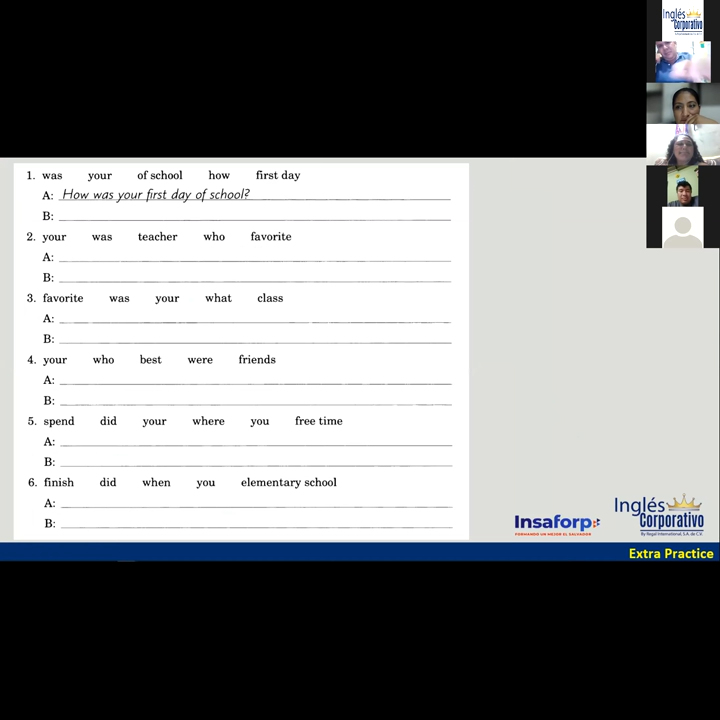 Inglés
Corporativo
1. was your of school how first day
A: How was your first day of school?
B:
2. your was teacher who favorite
A:
B:
3. favorite was your what class
A:
B:
4. your who best were friends
A:
B:
5. spend did your where you free time
A:
B:
6. finish did when you elementary school
A:
B:
Insaforp
FORMANDO UN MEJOR EL SALVADOR
Inglés
Corporativo
By Regal International, S.A. de C.V.
Extra Practice